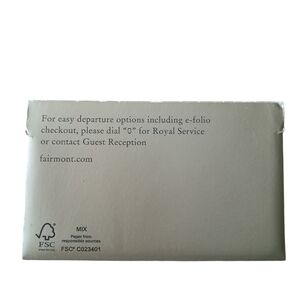 For easy departure options including e-folio
checkout, please dial "0" for Royal Service
or contact Guest Reception
fairmont.com
FSC
MIX
Paper from
responsible sources
FSC® C023401